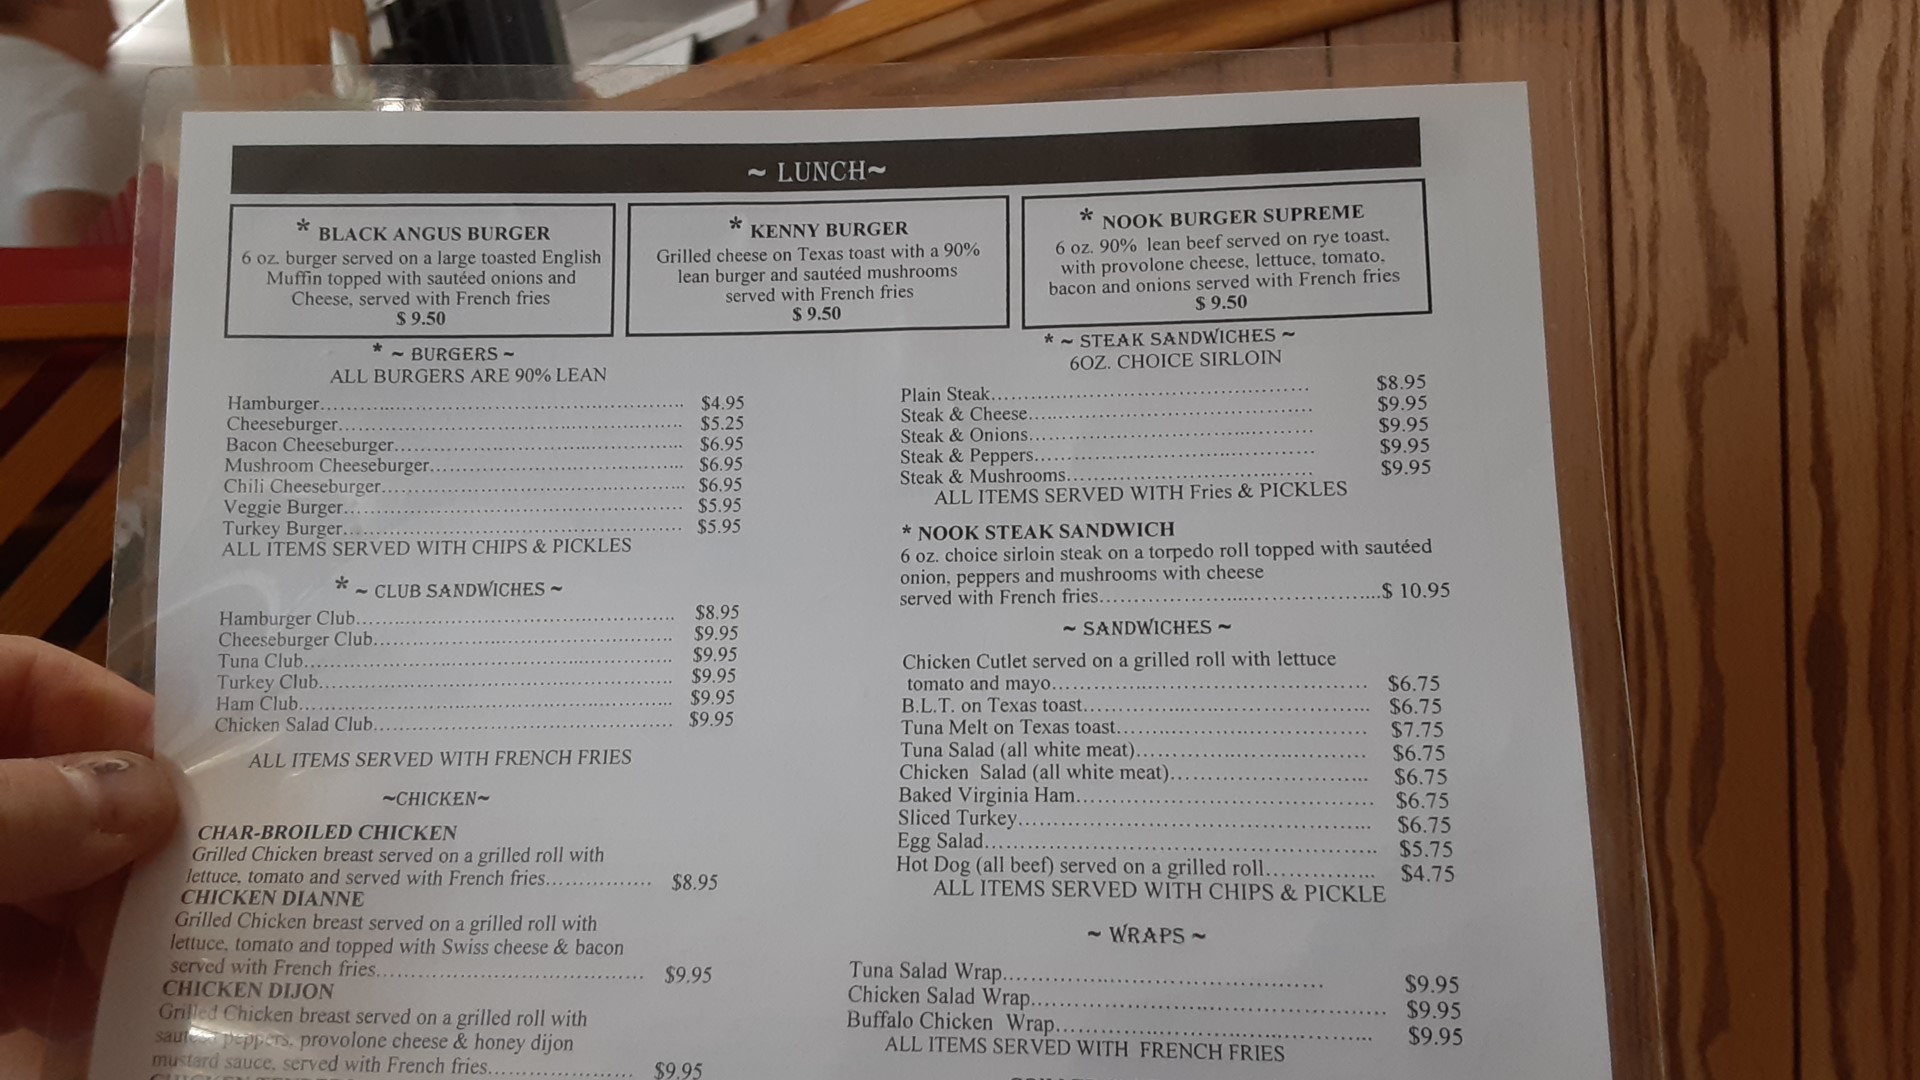 ~ LUNCH~
* BLACK ANGUS BURGER
6 oz. burger served on a large toasted English
Muffin topped with sautéed onions and
Cheese, served with French fries
$ 9.50
* KENNY BURGER
Grilled cheese on Texas toast with a 90%
lean burger and sautéed mushrooms
served with French fries
$ 9.50
* NOOK BURGER SUPREME
6 oz. 90% lean beef served on rye toast.
with provolone cheese, lettuce, tomato,
bacon and onions served with French fries
$ 9.50
* ~ BURGERS ~
ALL BURGERS ARE 90% LEAN
Hamburger.......... $4.95
Cheeseburger.......... $5.25
Bacon Cheeseburger.......... $6.95
Mushroom Cheeseburger.......... $6.95
Chili Cheeseburger.......... $6.95
Veggie Burger.......... $5.95
Turkey Burger.......... $5.95
ALL ITEMS SERVED WITH CHIPS & PICKLES
* ~ CLUB SANDWICHES ~
Hamburger Club.......... $8.95
Cheeseburger Club.......... $9.95
Tuna Club.......... $9.95
Turkey Club.......... $9.95
Ham Club.......... $9.95
Chicken Salad Club.......... $9.95
ALL ITEMS SERVED WITH FRENCH FRIES
~CHICKEN~
CHAR-BROILED CHICKEN
Grilled Chicken breast served on a grilled roll with
lettuce, tomato and served with French fries.......... $8.95
CHICKEN DIANNE
Grilled Chicken breast served on a grilled roll with
lettuce, tomato and topped with Swiss cheese & bacon
served with French fries.......... $9.95
CHICKEN DIJON
Grilled Chicken breast served on a grilled roll with
sauteed peppers, provolone cheese & honey dijon
mustard sauce, served with French fries.......... $9.95
* ~ STEAK SANDWICHES ~
6OZ. CHOICE SIRLOIN
Plain Steak.......... $8.95
Steak & Cheese.......... $9.95
Steak & Onions.......... $9.95
Steak & Peppers.......... $9.95
Steak & Mushrooms.......... $9.95
ALL ITEMS SERVED WITH Fries & PICKLES
* NOOK STEAK SANDWICH
6 oz. choice sirloin steak on a torpedo roll topped with sautéed
onion, peppers and mushrooms with cheese
served with French fries..........$ 10.95
~ SANDWICHES ~
Chicken Cutlet served on a grilled roll with lettuce
tomato and mayo.......... $6.75
B.L.T. on Texas toast.......... $6.75
Tuna Melt on Texas toast.......... $7.75
Tuna Salad (all white meat).......... $6.75
Chicken Salad (all white meat).......... $6.75
Baked Virginia Ham.......... $6.75
Sliced Turkey.......... $6.75
Egg Salad.......... $5.75
Hot Dog (all beef) served on a grilled roll.......... $4.75
ALL ITEMS SERVED WITH CHIPS & PICKLE
~ WRAPS ~
Tuna Salad Wrap.......... $9.95
Chicken Salad Wrap.......... $9.95
Buffalo Chicken Wrap.......... $9.95
ALL ITEMS SERVED WITH FRENCH FRIES